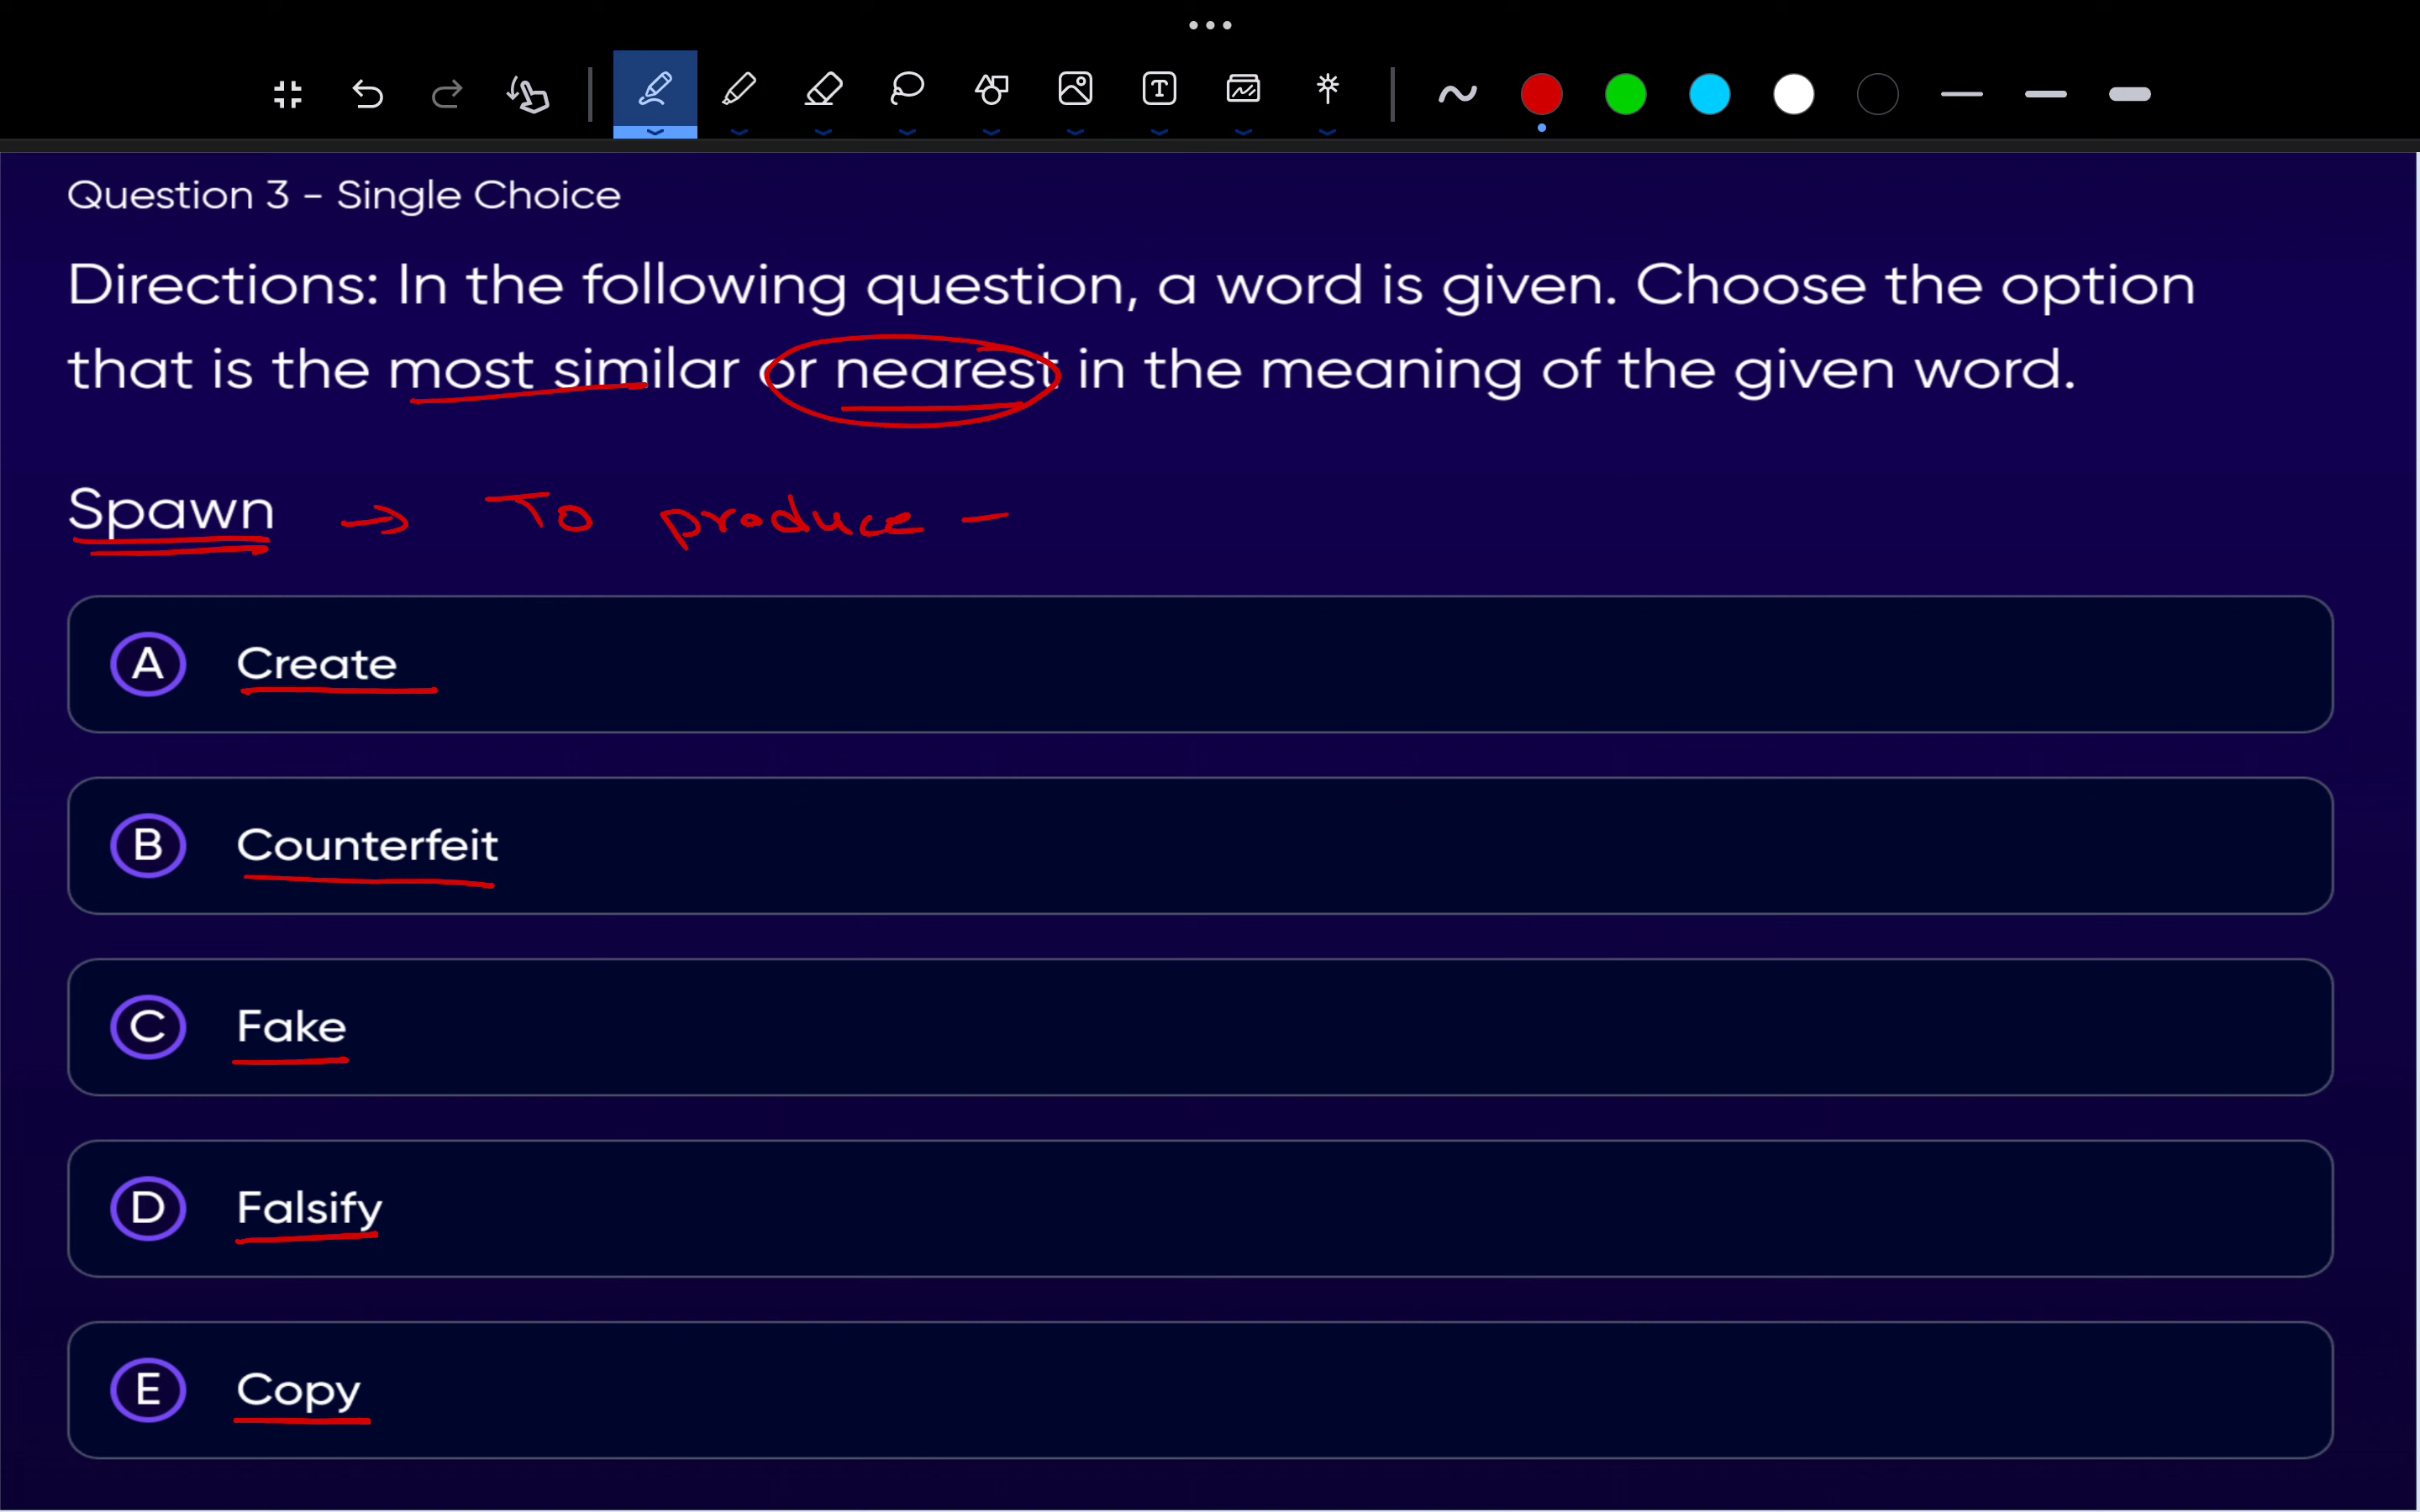 Question 3 - Single Choice
Directions: In the following question, a word is given. Choose the option
that is the most similar or nearest in the meaning of the given word.
Spawn → To produce -
A Create
B Counterfeit
C Fake
D Falsify
E Copy